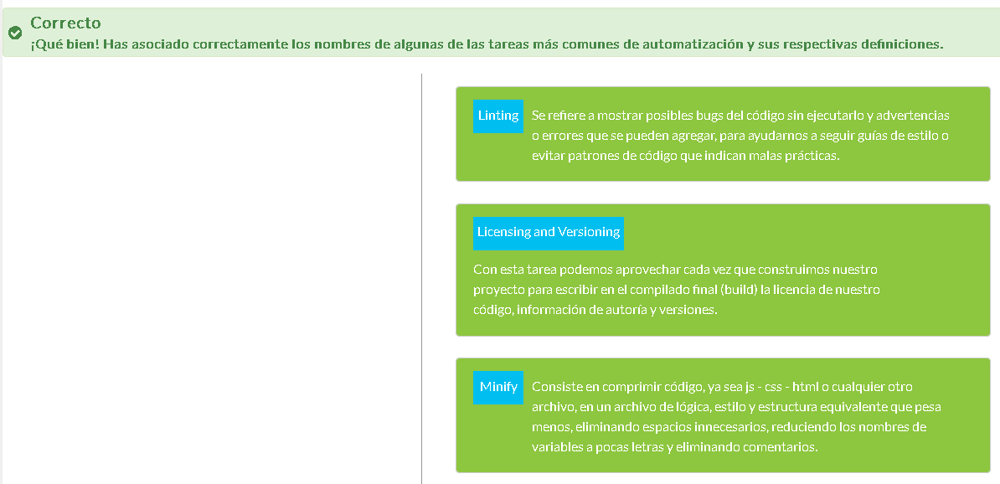 Correcto
¡Qué bien! Has asociado correctamente los nombres de algunas de las tareas más comunes de automatización y sus respectivas definiciones.
Linting Se refiere a mostrar posibles bugs del código sin ejecutarlo y advertencias
o errores que se pueden agregar, para ayudarnos a seguir guías de estilo o
evitar patrones de código que indican malas prácticas.
Licensing and Versioning
Con esta tarea podemos aprovechar cada vez que construimos nuestro
proyecto para escribir en el compilado final (build) la licencia de nuestro
código, información de autoría y versiones.
Minify Consiste en comprimir código, ya sea js - css - html o cualquier otro
archivo, en un archivo de lógica, estilo y estructura equivalente que pesa
menos, eliminando espacios innecesarios, reduciendo los nombres de
variables a pocas letras y eliminando comentarios.